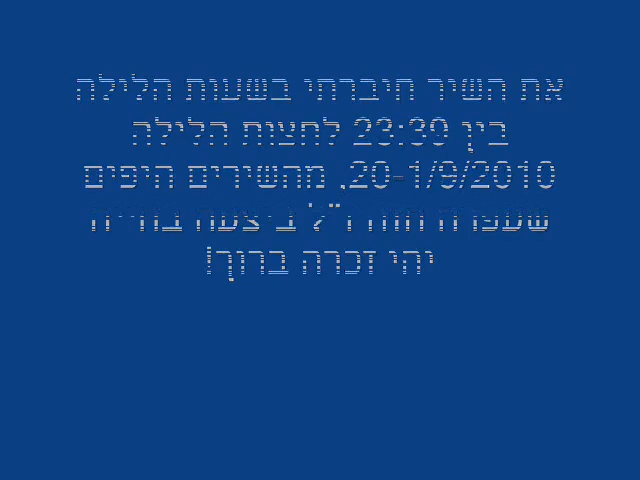 את השיר חיברתי בשעות הלילה
בין 23:39 לחצות הלילה
20-1/9/2010, מהשירים היפים
שעפרה חזה ז"ל ביצעה בחייה
יהי זכרה ברוך!